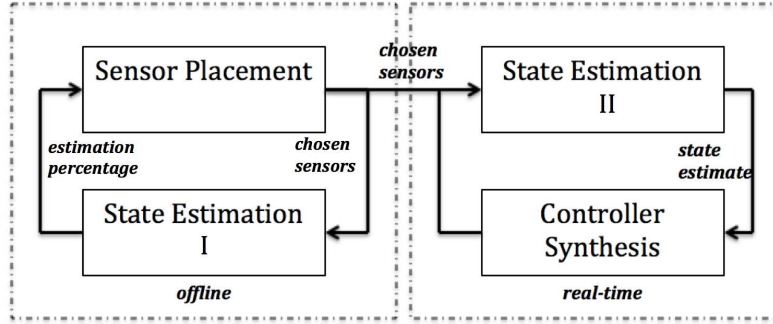 Sensor Placement
estimation
percentage
chosen
sensors
State Estimation
I
offline
chosen
sensors
State Estimation
II
state
estimate
Controller
Synthesis
real-time